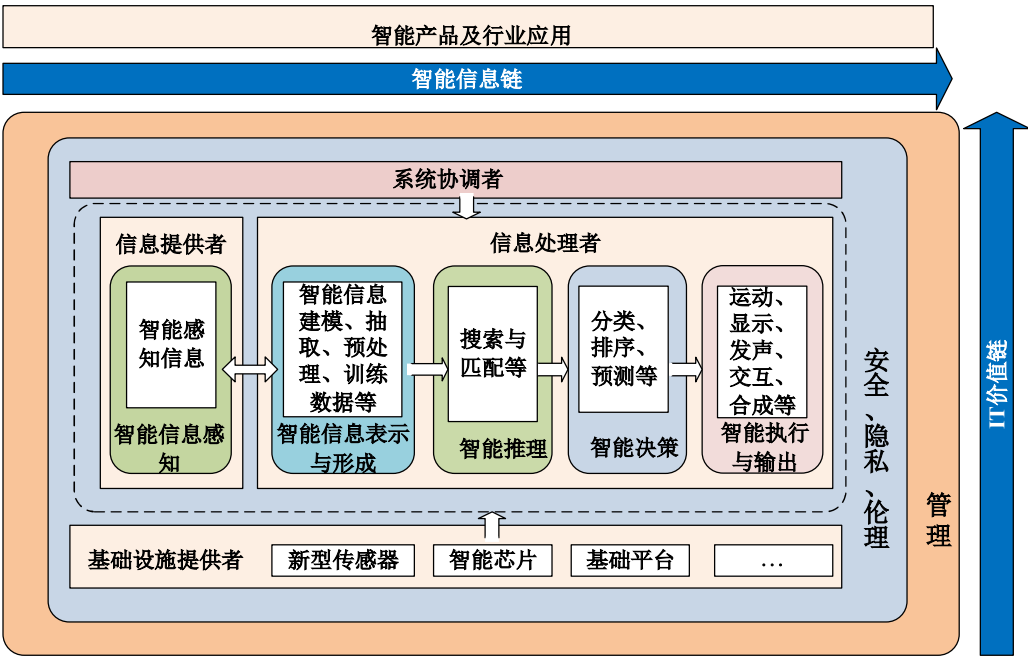 智能产品及行业应用
智能信息链
系统协调者
信息提供者
智能感
知信息
智能信息感
知
信息处理者
智能信息
建模、抽
取、预处
理、训练
数据等
智能信息表示
与形成
搜索与
匹配等
智能推理
分类、
排序、
预测等
智能决策
运动、
显示、
发声、
交互、
合成等
智能执行
与输出
基础设施提供者
新型传感器
智能芯片
基础平台
…
安全、隐私、伦理
管理
IT价值链